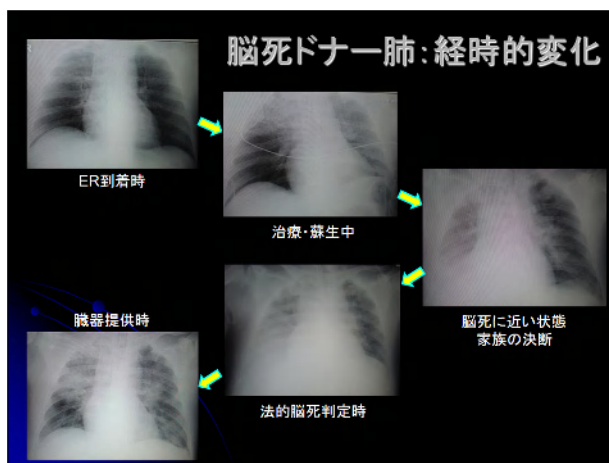 脳死ドナー肺:経時的変化
ER到着時
治療・蘇生中
脳死に近い状態
家族の決断
法的脳死判定時
臓器提供時